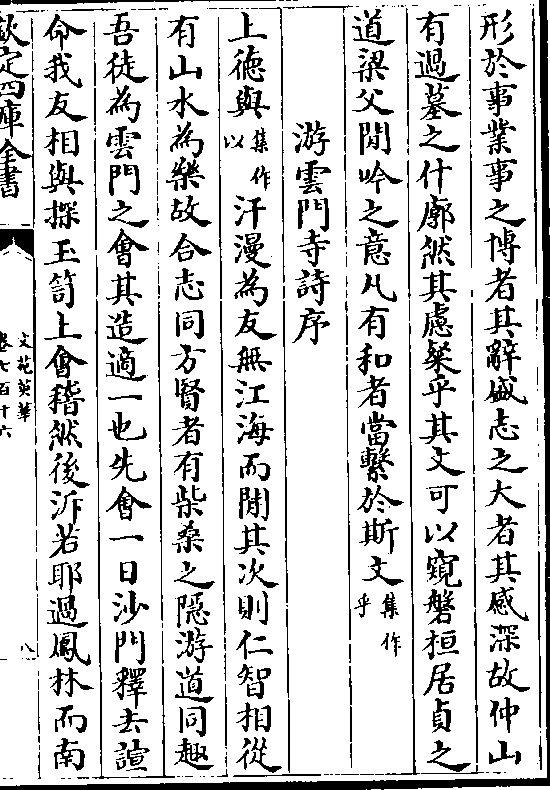 形於事業事之博者其辭盛志之大者其感深故仲山
有過墓之什廓然其慮粲乎其文可以窺磐桓居貞之
道梁父閒吟之意凡有和者當繫於斯文集作乎
游雲門寺詩序
上德與集作以汗漫為友無江海而閒其次則仁智相從
有山水為樂故合志同方賢者有柴桑之隱游道同趣
吾徒為雲門之會其造適一也先會一日沙門釋去諠
命我友相與探玉笥上會稽然後泝若耶過鳳林而南
欽定四庫全書
文苑英華
卷七百十六
八